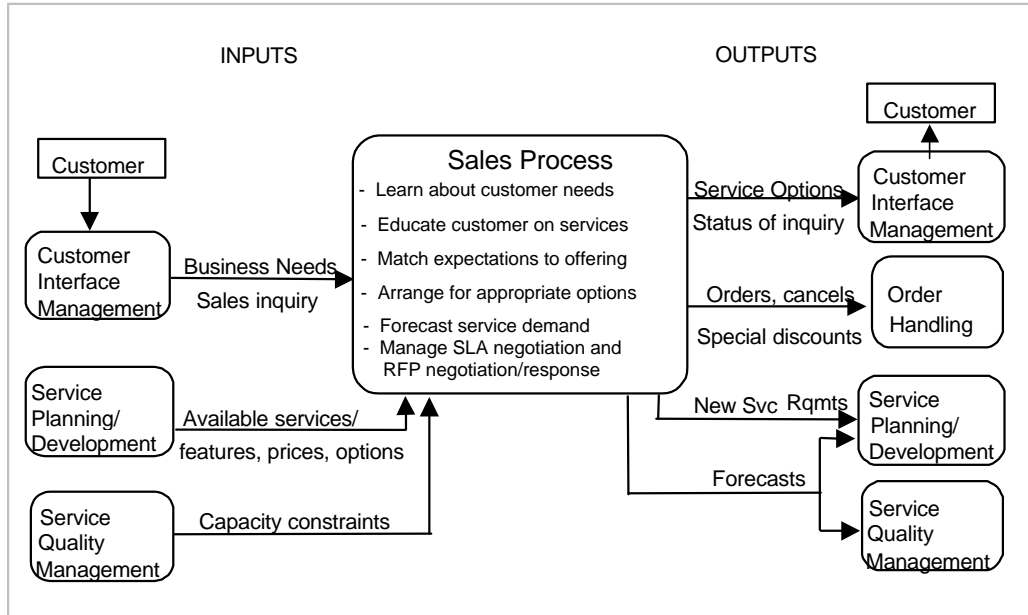 INPUTS
OUTPUTS
Customer
Customer
Interface
Management
Business Needs
Sales inquiry
Service
Planning/
Development
Available services/
features, prices, options
Service
Quality
Management
Capacity constraints
Sales Process
- Learn about customer needs
- Educate customer on services
- Match expectations to offering
- Arrange for appropriate options
- Forecast service demand
- Manage SLA negotiation and
RFP negotiation/response
Service Options
Status of inquiry
Customer
Customer
Interface
Management
Orders, cancels
Special discounts
Order
Handling
New Svc Rqmts
Service
Planning/
Development
Forecasts
Service
Quality
Management